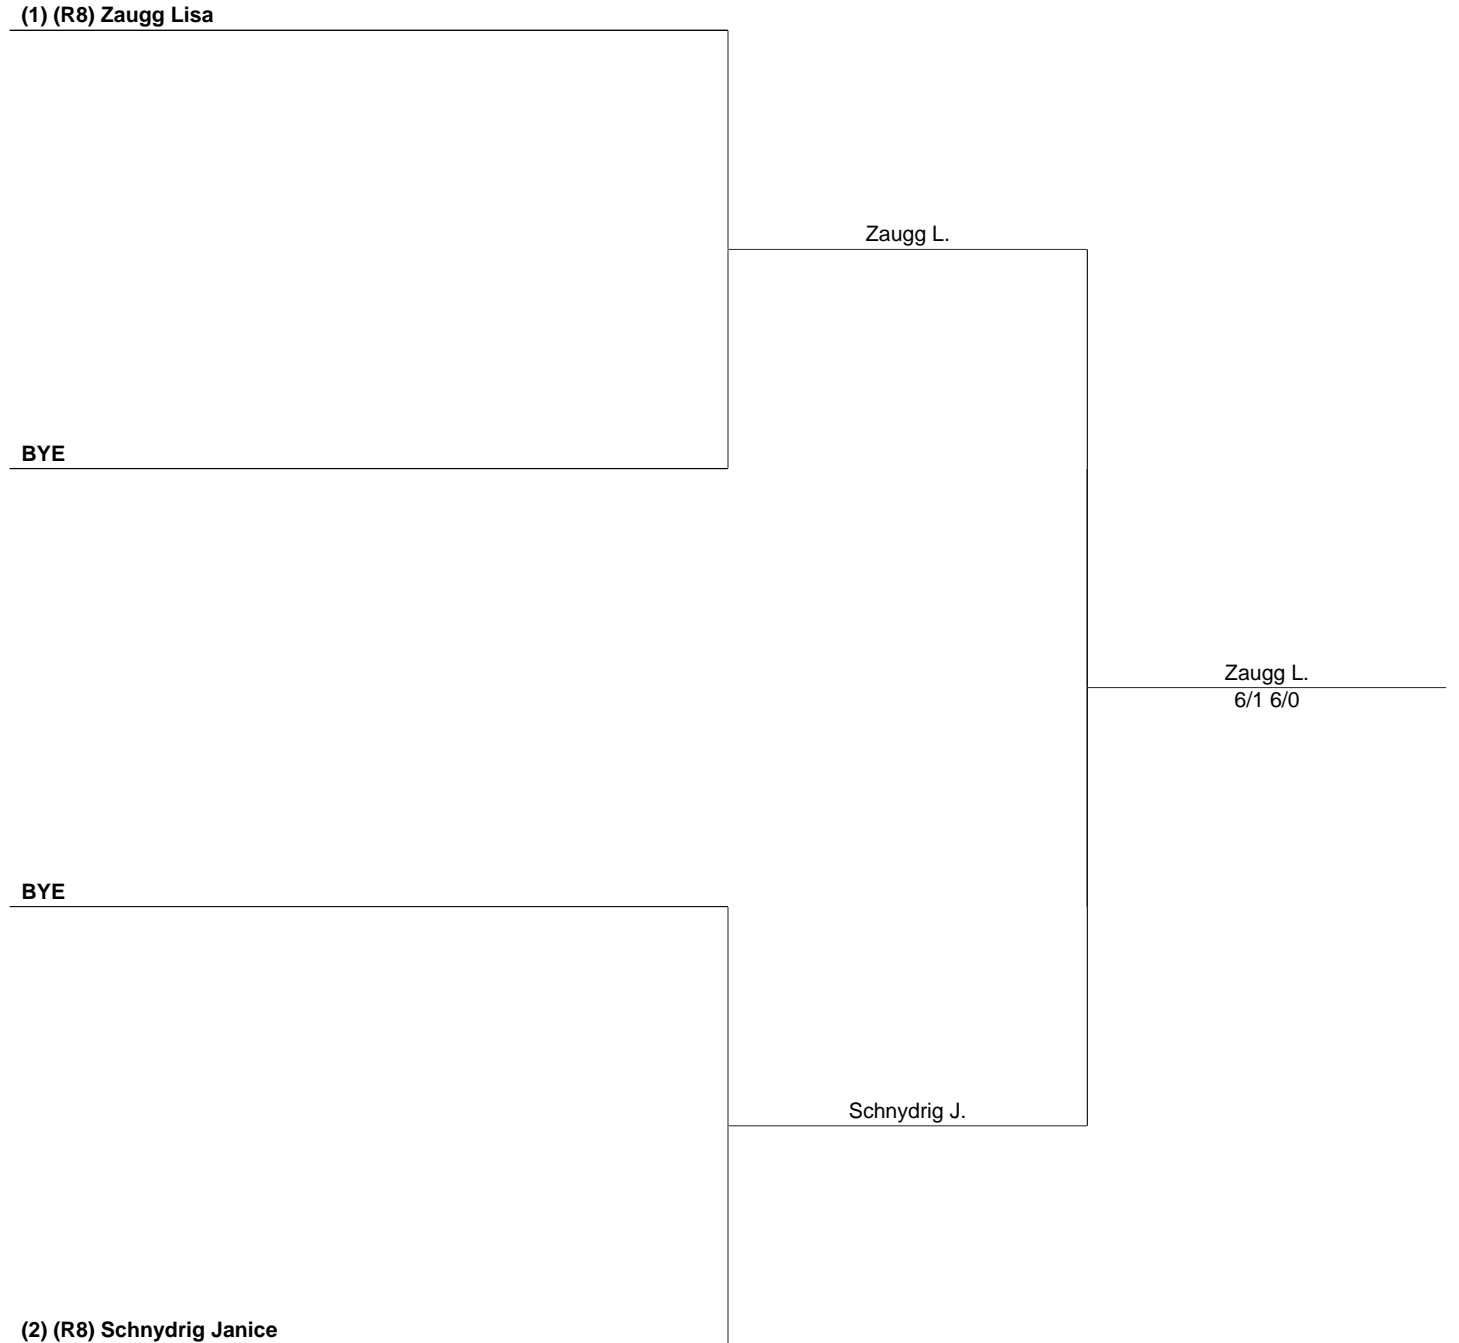 (1) (R8) Zaugg Lisa
Zaugg L.
BYE
Zaugg L.
6/1 6/0
BYE
Schnydrig J.
(2) (R8) Schnydrig Janice